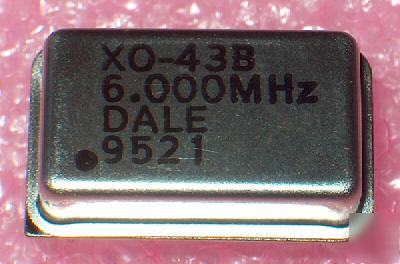 XO-43B
6.000MHz
DALE
9521